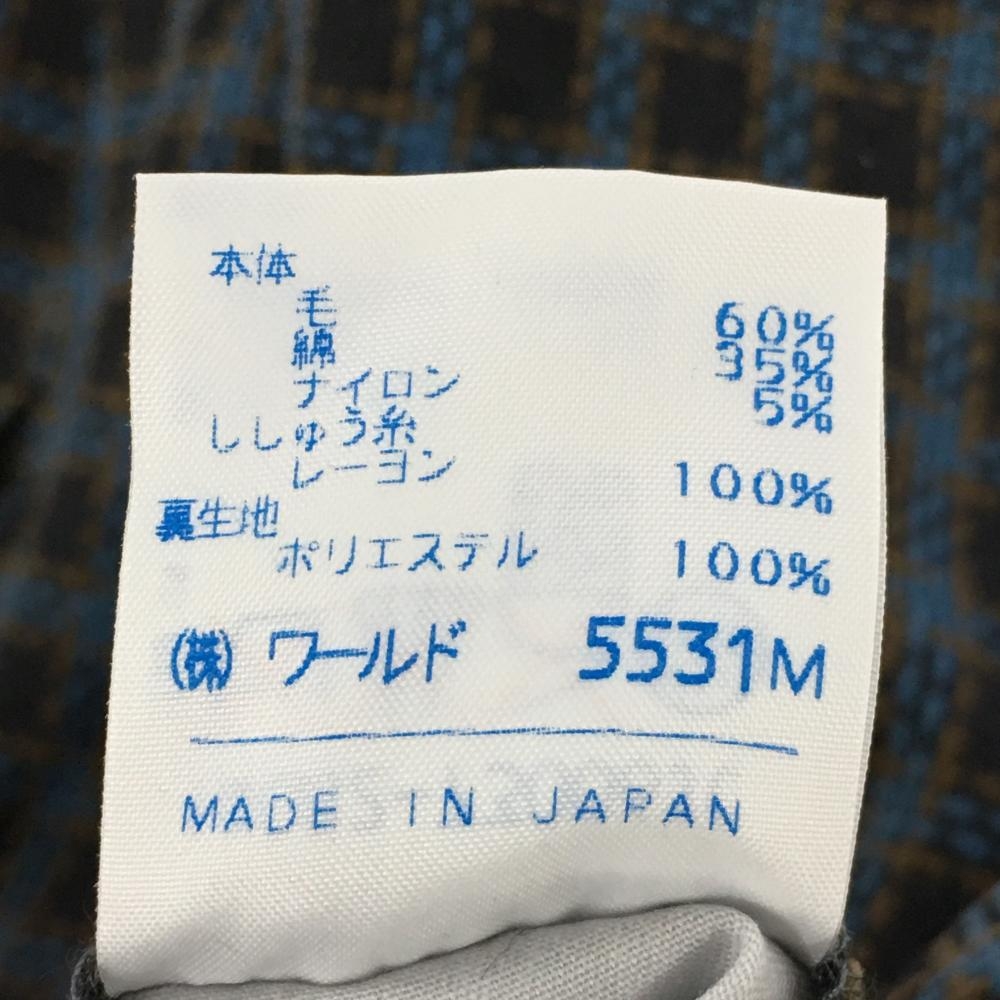 本体
毛 60%
綿 35%
ナイロン 5%
ししゅう糸
レーヨン 100%
裏生地
ポリエステル 100%
(株) ワールド 5531M
MADE IN JAPAN